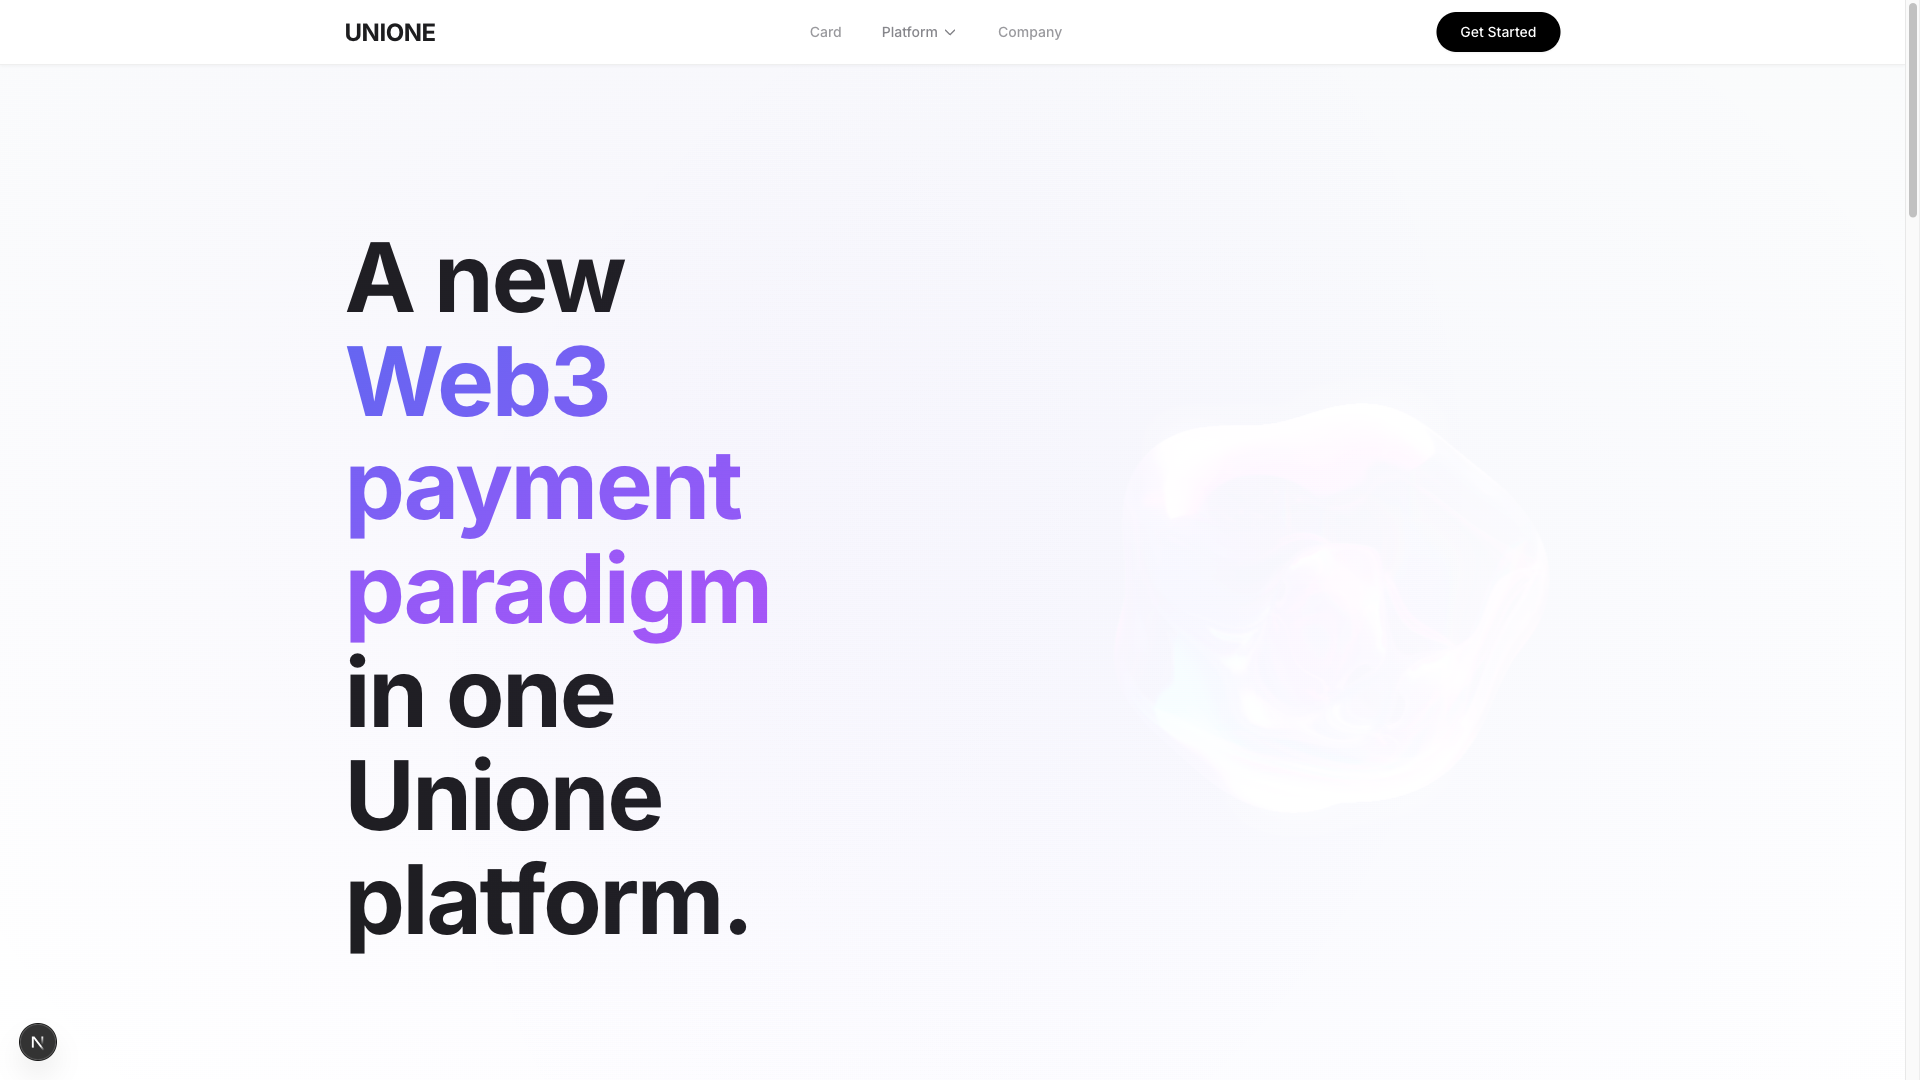 UNIONE
Card
Platform
Company
Get Started
A new
Web3
payment
paradigm
in one
Unione
platform.
N